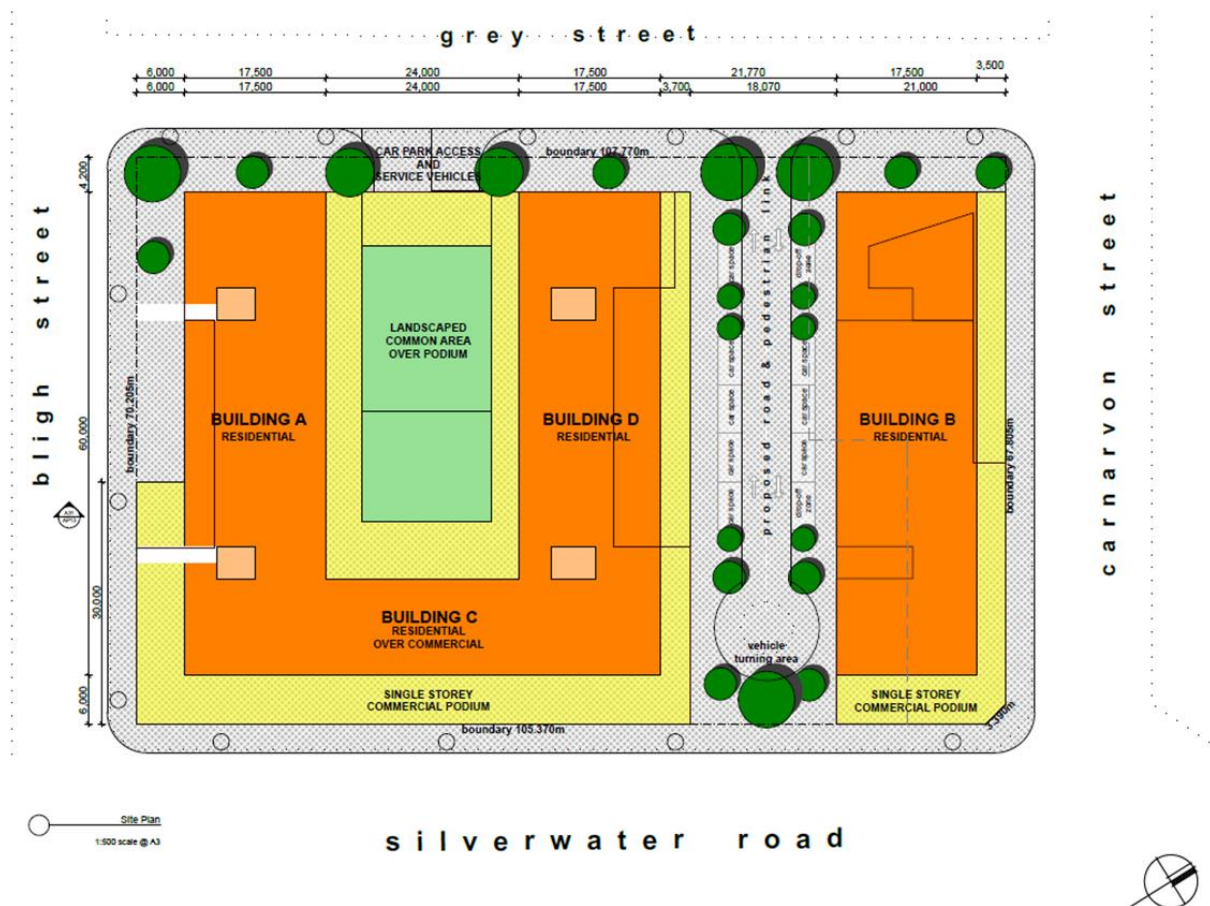 grey street
6,000 17,500 24,000 17,500 21,770 17,500 3,500
6,000 17,500 24,000 17,500 3,700 18,070 21,000
CAR PARK ACCESS
AND
SERVICE VEHICLES
boundary 107.770m
4,200
60,000
30,000
6,000
bligh street
boundary 70.205m
carnarvon street
boundary 67.805m
LANDSCAPED
COMMON AREA
OVER PODIUM
BUILDING A
RESIDENTIAL
BUILDING D
RESIDENTIAL
BUILDING B
RESIDENTIAL
proposed road & pedestrian link
car space
car space
car space
car space
car space
drop-off
zone
car space
car space
car space
drop-off
zone
BUILDING C
RESIDENTIAL
OVER COMMERCIAL
vehicle
turning area
SINGLE STOREY
COMMERCIAL PODIUM
SINGLE STOREY
COMMERCIAL PODIUM
boundary 105.370m
3.390m
Site Plan
1:500 scale @ A3
silverwater road